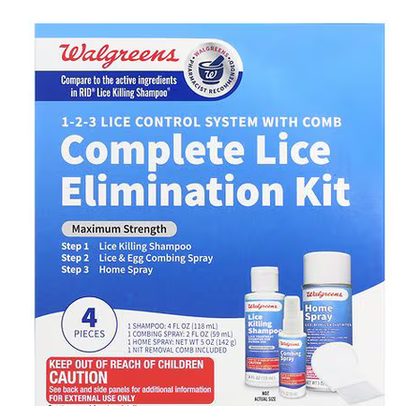 Walgreens
WALGREENS
PHARMACIST RECOMMENDED
Compare to the active ingredients
in RID® Lice Killing Shampoo*
1-2-3 LICE CONTROL SYSTEM WITH COMB
Complete Lice
Elimination Kit
Maximum Strength
Step 1 Lice Killing Shampoo
Step 2 Lice & Egg Combing Spray
Step 3 Home Spray
4
PIECES
1 SHAMPOO: 4 FL OZ (118 mL)
1 COMBING SPRAY: 2 FL OZ (59 mL)
1 HOME SPRAY: NET WT 5 OZ (142 g)
1 NIT REMOVAL COMB INCLUDED
Walgreens
Lice
Killing
Shampoo
Combing
Spray
Walgreens
Home
Spray
NOT
ACTUAL SIZE
KEEP OUT OF REACH OF CHILDREN
CAUTION
See back and side panels for additional information
FOR EXTERNAL USE ONLY